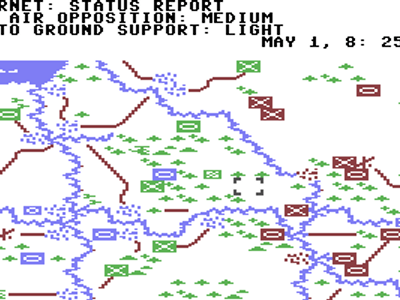 RNET: STATUS REPORT
AIR OPPOSITION: MEDIUM
TO GROUND SUPPORT: LIGHT
MAY 1, 8: 25